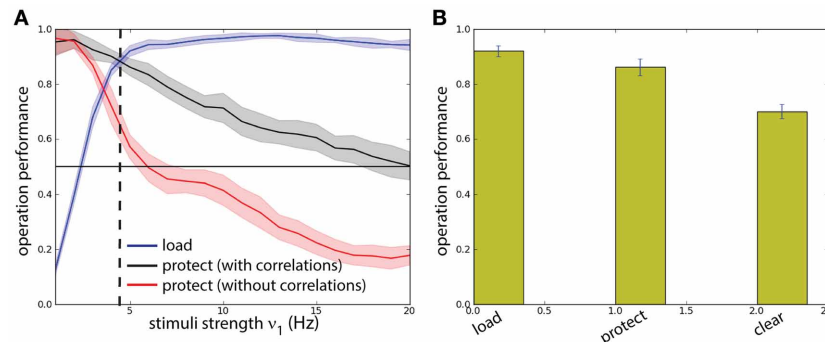 A
operation performance
1.0
0.8
0.6
0.4
0.2
0.0
load
protect (with correlations)
protect (without correlations)
5
10
15
20
stimuli strength ν1 (Hz)
B
operation performance
1.0
0.8
0.6
0.4
0.2
0.0
0.0
0.5
1.0
1.5
2.0
load
protect
clear